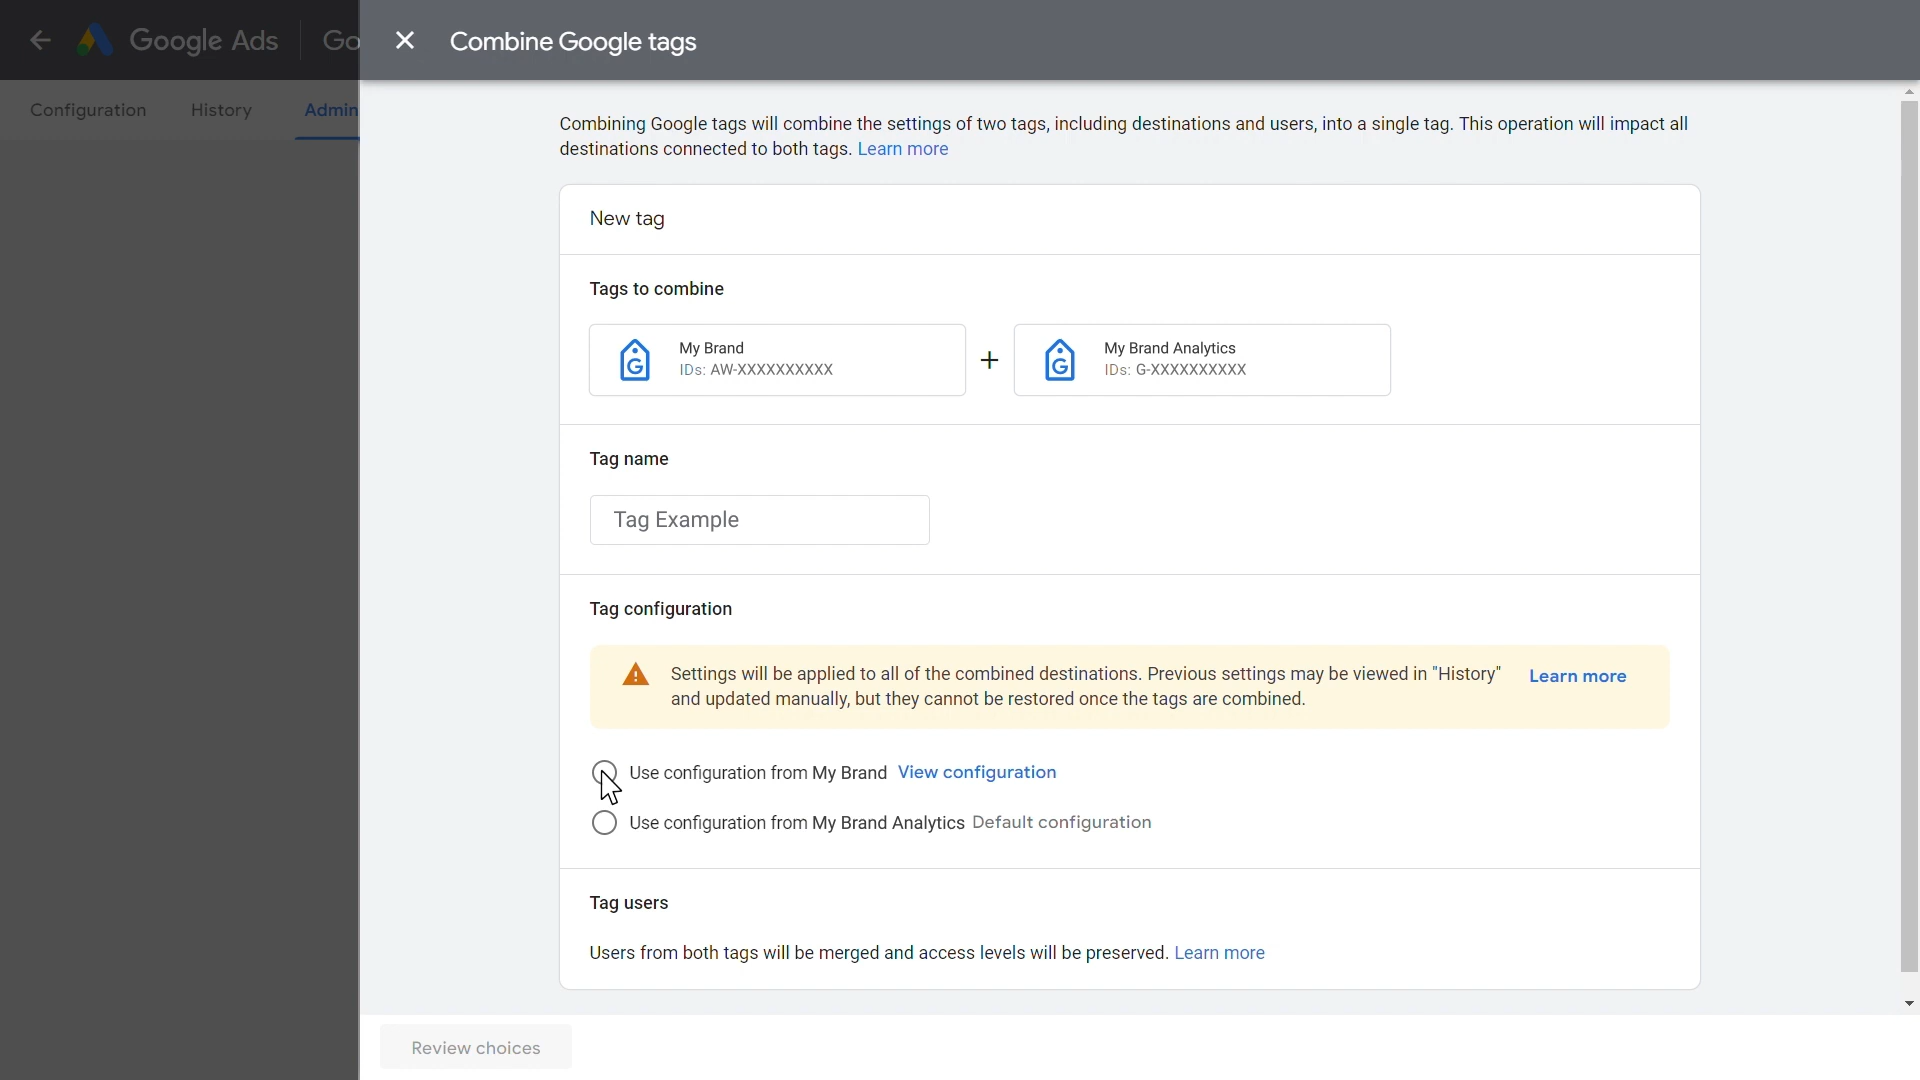 Google Ads
Go
Combine Google tags
Configuration
History
Admin
Combining Google tags will combine the settings of two tags, including destinations and users, into a single tag. This operation will impact all
destinations connected to both tags. Learn more
New tag
Tags to combine
My Brand
IDs: AW-XXXXXXXXXX
+
My Brand Analytics
IDs: G-XXXXXXXXXX
Tag name
Tag Example
Tag configuration
Settings will be applied to all of the combined destinations. Previous settings may be viewed in "History" Learn more
and updated manually, but they cannot be restored once the tags are combined.
Use configuration from My Brand View configuration
Use configuration from My Brand Analytics Default configuration
Tag users
Users from both tags will be merged and access levels will be preserved. Learn more
Review choices